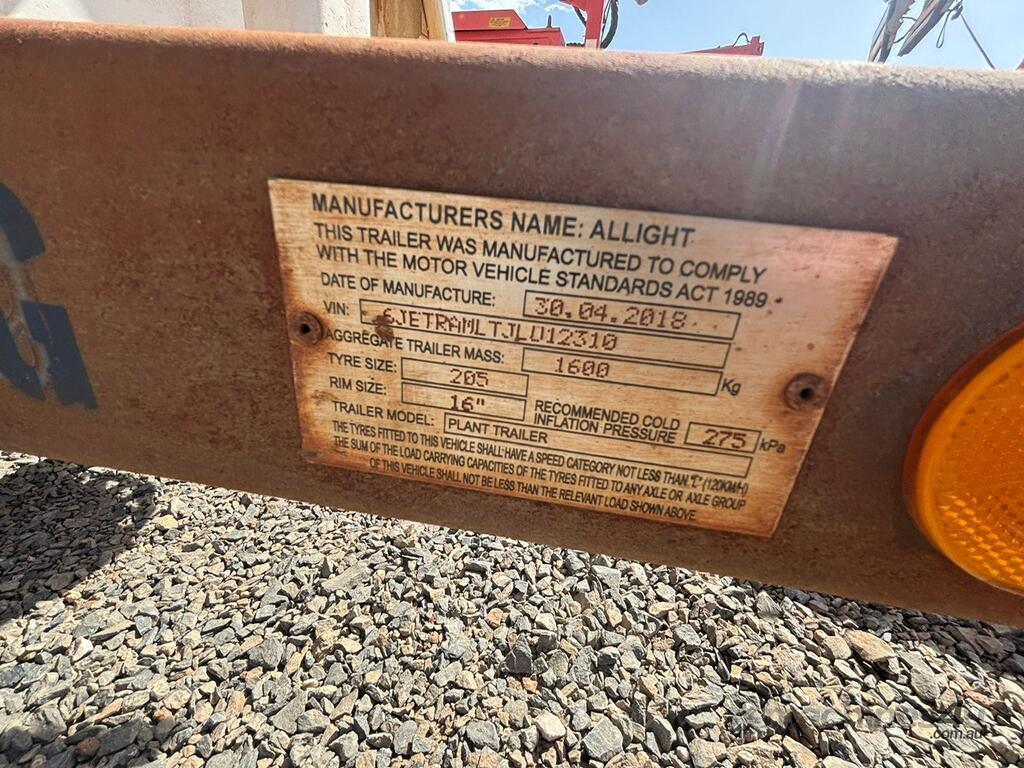 MANUFACTURERS NAME: ALLIGHT
THIS TRAILER WAS MANUFACTURED TO COMPLY
WITH THE MOTOR VEHICLE STANDARDS ACT 1989
DATE OF MANUFACTURE: 30.04.2018
VIN: 6JETRAMLTJLU12310
AGGREGATE TRAILER MASS: 1600 Kg
TYRE SIZE: 205
RIM SIZE: 16"
RECOMMENDED COLD INFLATION PRESSURE 275 kPa
TRAILER MODEL: PLANT TRAILER
THE TYRES FITTED TO THIS VEHICLE SHALL HAVE A SPEED CATEGORY NOT LESS THAN "L" (120KM/H)
THE SUM OF THE LOAD CARRYING CAPACITIES OF THE TYRES FITTED TO ANY AXLE OR AXLE GROUP
OF THIS VEHICLE SHALL NOT BE LESS THAN THE RELEVANT LOAD SHOWN ABOVE
G
.com.au